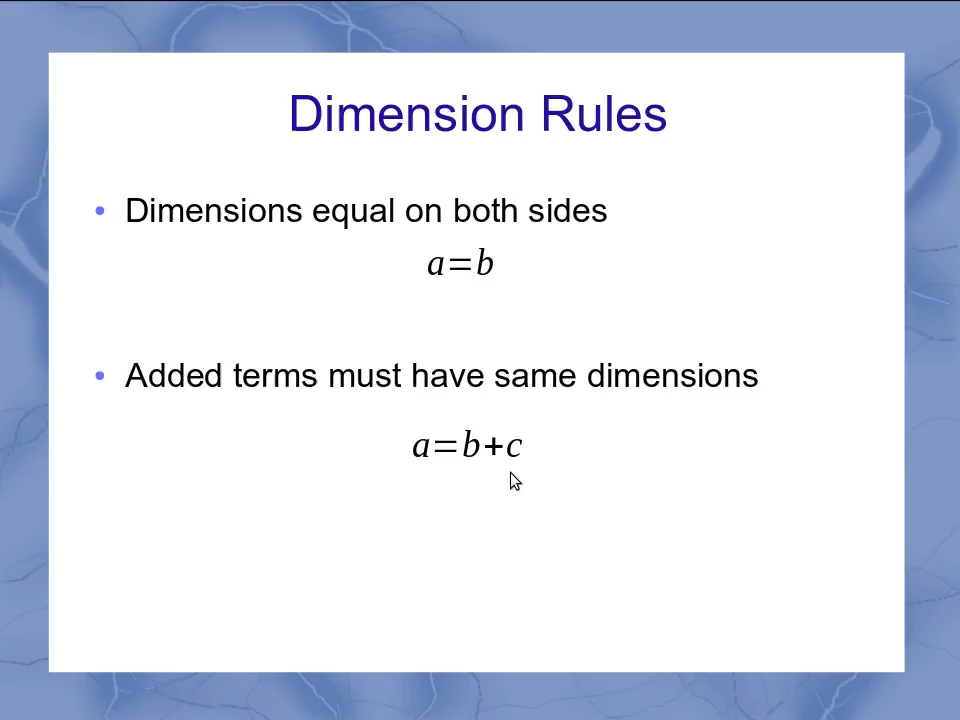 Dimension Rules
• Dimensions equal on both sides
a=b
• Added terms must have same dimensions
a=b+c